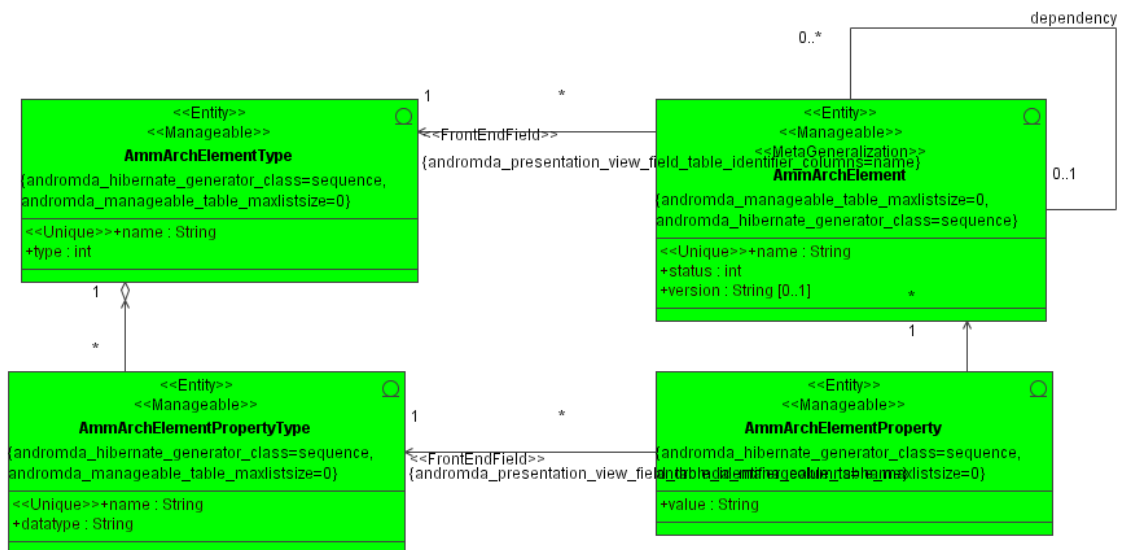 dependency
0..*
1
*
<<Entity>>
<<Manageable>>
AmmArchElementType
{andromda_hibernate_generator_class=sequence,
andromda_manageable_table_maxlistsize=0}
<<Unique>>+name : String
+type : int
<<FrontEndField>>
{andromda_presentation_view_field_table_identifier_columns=name}
<<Entity>>
<<Manageable>>
<<MetaGeneralization>>
AmmArchElement
{andromda_manageable_table_maxlistsize=0,
andromda_hibernate_generator_class=sequence}
<<Unique>>+name : String
+status : int
+version : String [0..1]
0..1
1
*
*
1
<<Entity>>
<<Manageable>>
AmmArchElementPropertyType
{andromda_hibernate_generator_class=sequence,
andromda_manageable_table_maxlistsize=0}
<<Unique>>+name : String
+datatype : String
1
*
<<FrontEndField>>
<<Entity>>
<<Manageable>>
AmmArchElementProperty
{andromda_hibernate_generator_class=sequence,
+value : String